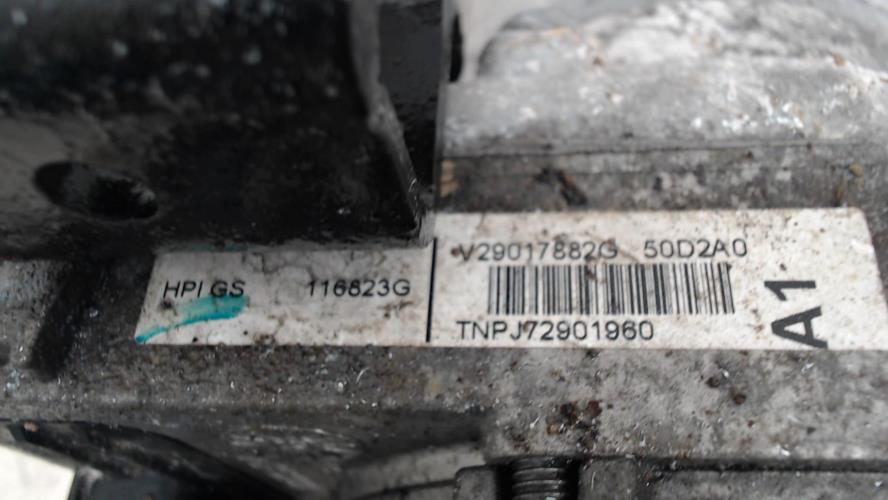 HPI GS 116823G
V29017882G 50D2A0
TNPJ72901960
A1